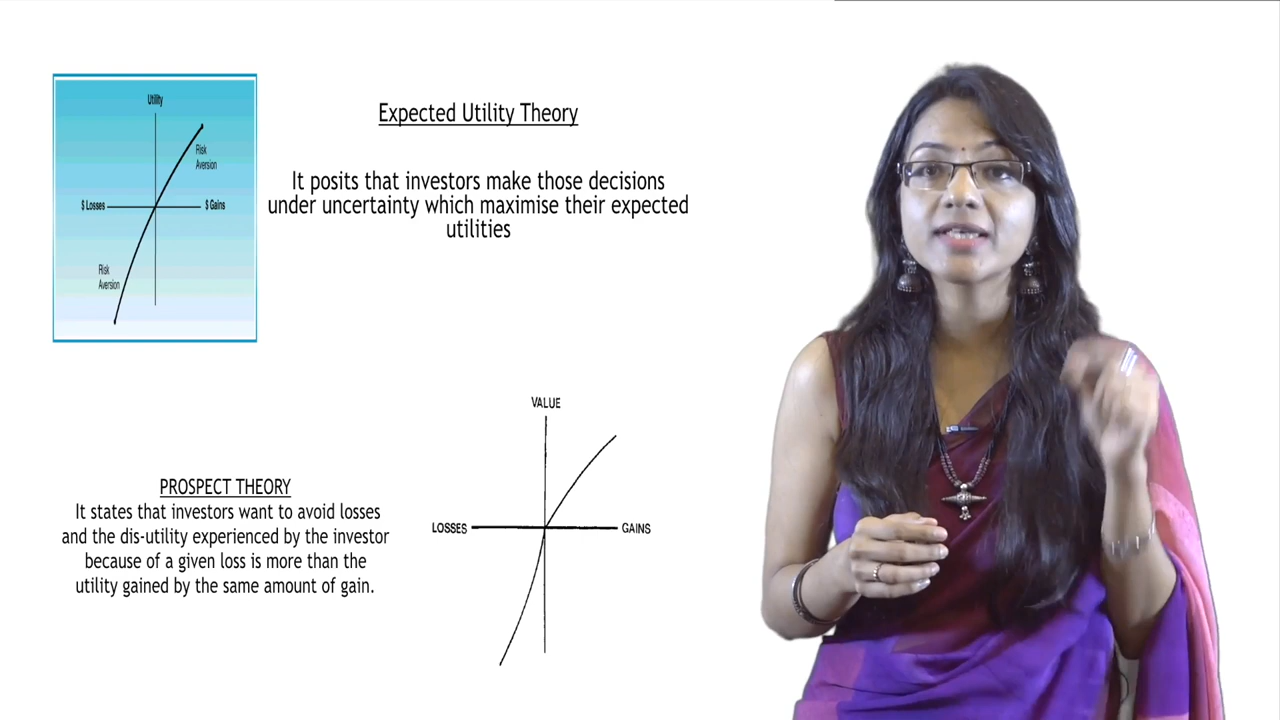 Utility
Risk
Aversion
$ Losses
$ Gains
Risk
Aversion
Expected Utility Theory
It posits that investors make those decisions
under uncertainty which maximise their expected
utilities
PROSPECT THEORY
It states that investors want to avoid losses
and the dis-utility experienced by the investor
because of a given loss is more than the
utility gained by the same amount of gain.
VALUE
LOSSES
GAINS